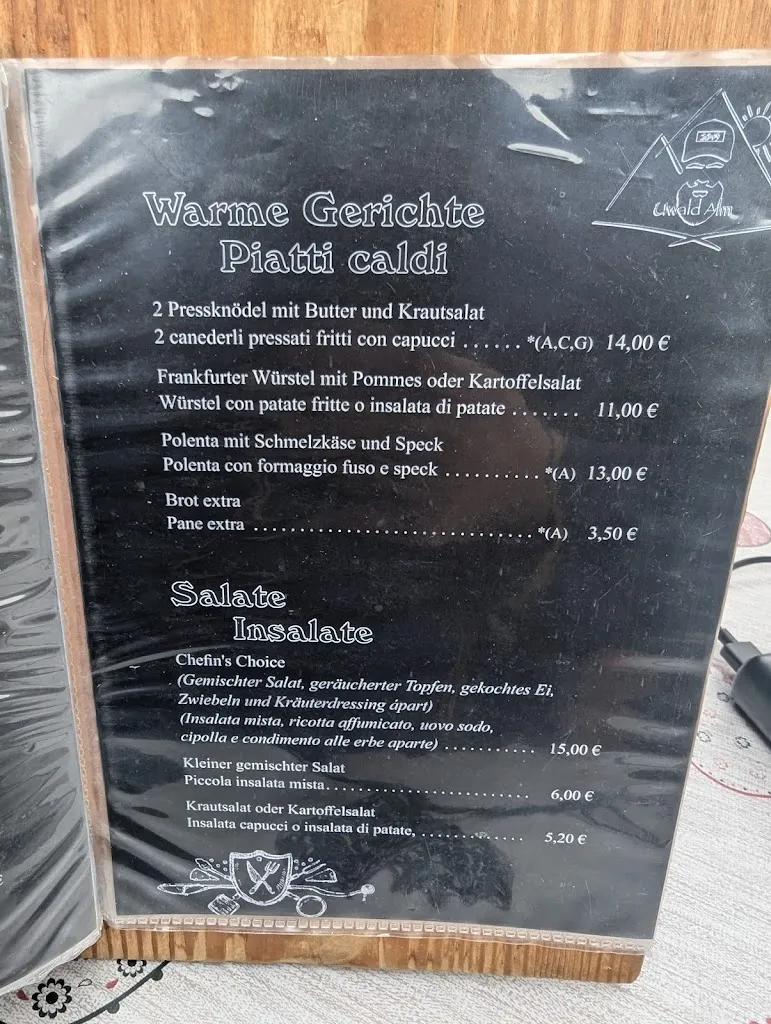 Uwald Alm
Warme Gerichte
Piatti caldi
2 Pressknödel mit Butter und Krautsalat
2 canederli pressati fritti con capucci ...... *(A,C,G) 14,00 €
Frankfurter Würstel mit Pommes oder Kartoffelsalat
Würstel con patate fritte o insalata di patate ....... 11,00 €
Polenta mit Schmelzkäse und Speck
Polenta con formaggio fuso e speck .......... *(A) 13,00 €
Brot extra
Pane extra ............................... *(A) 3,50 €
Salate
Insalate
Chefin's Choice
(Gemischter Salat, geräucherter Topfen, gekochtes Ei,
Zwiebeln und Kräuterdressing ápart)
(Insalata mista, ricotta affumicato, uovo sodo,
cipolla e condimento alle erbe aparte) ........... 15,00 €
Kleiner gemischter Salat
Piccola insalata mista.............................. 6,00 €
Krautsalat oder Kartoffelsalat
Insalata capucci o insalata di patate, ............... 5,20 €